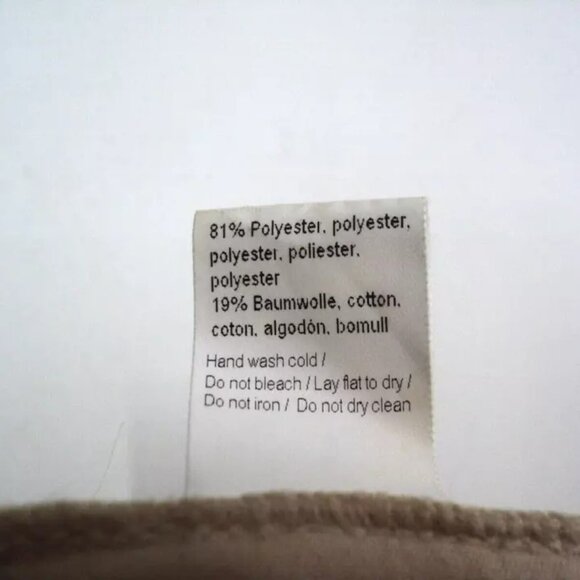 81% Polyester, polyester,
polyester, poliester,
polyester
19% Baumwolle, cotton,
coton, algodón, bomull
Hand wash cold /
Do not bleach / Lay flat to dry /
Do not iron / Do not dry clean